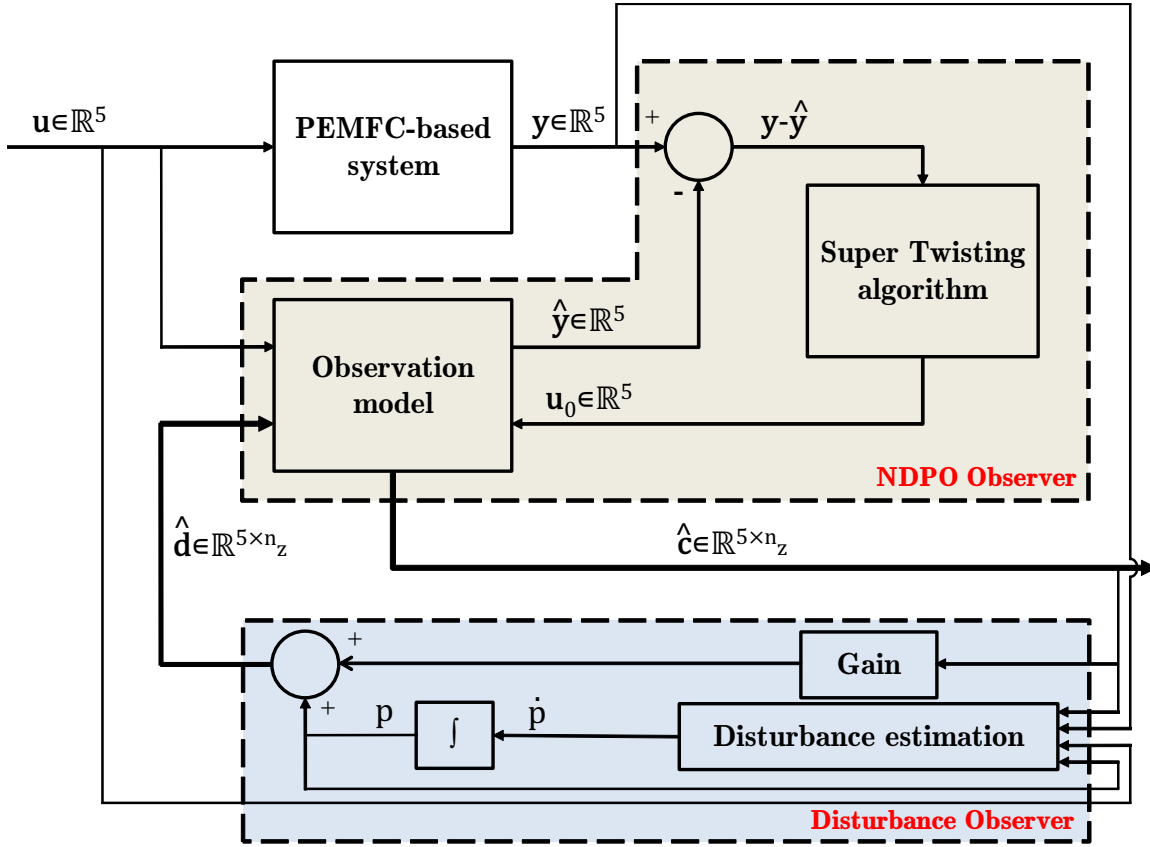 u∈ℝ⁵
PEMFC-based
system
y∈ℝ⁵
+
y-ŷ
-
Super Twisting
algorithm
ŷ∈ℝ⁵
Observation
model
u₀∈ℝ⁵
NDPO Observer
d̂∈ℝ^{5×n_z}
ĉ∈ℝ^{5×n_z}
+
Gain
+
p
∫
ṗ
Disturbance estimation
Disturbance Observer